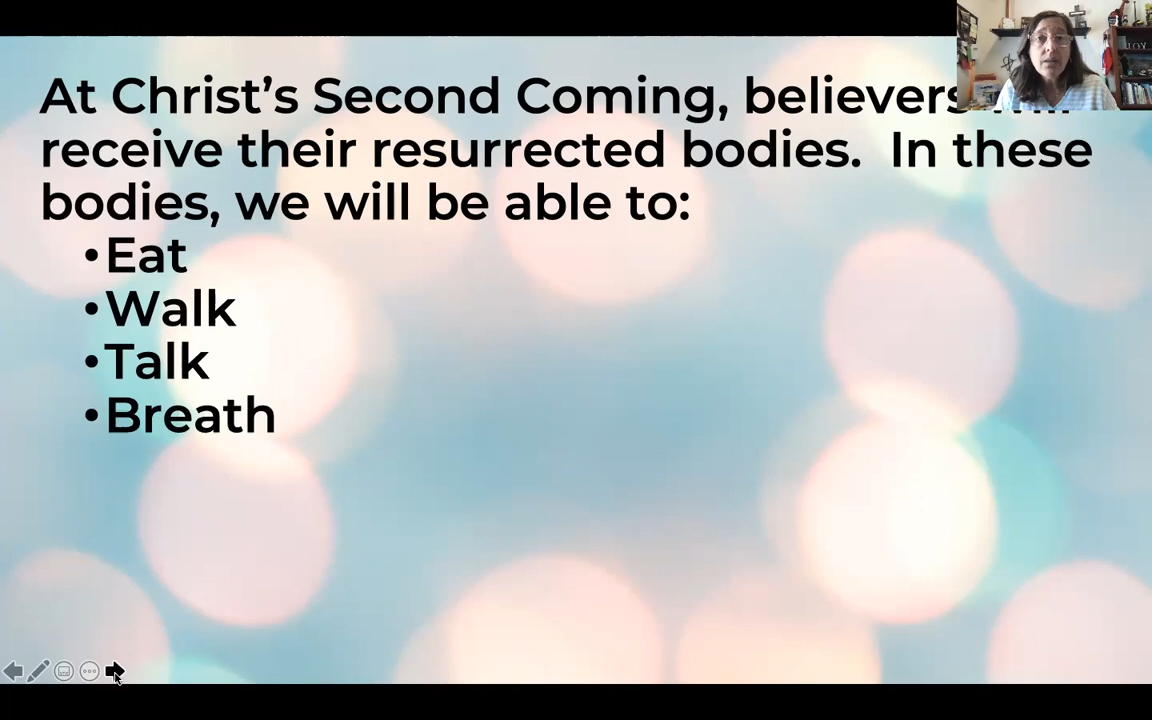 At Christ's Second Coming, believers
receive their resurrected bodies.  In these
bodies, we will be able to:
•Eat
•Walk
•Talk
•Breath